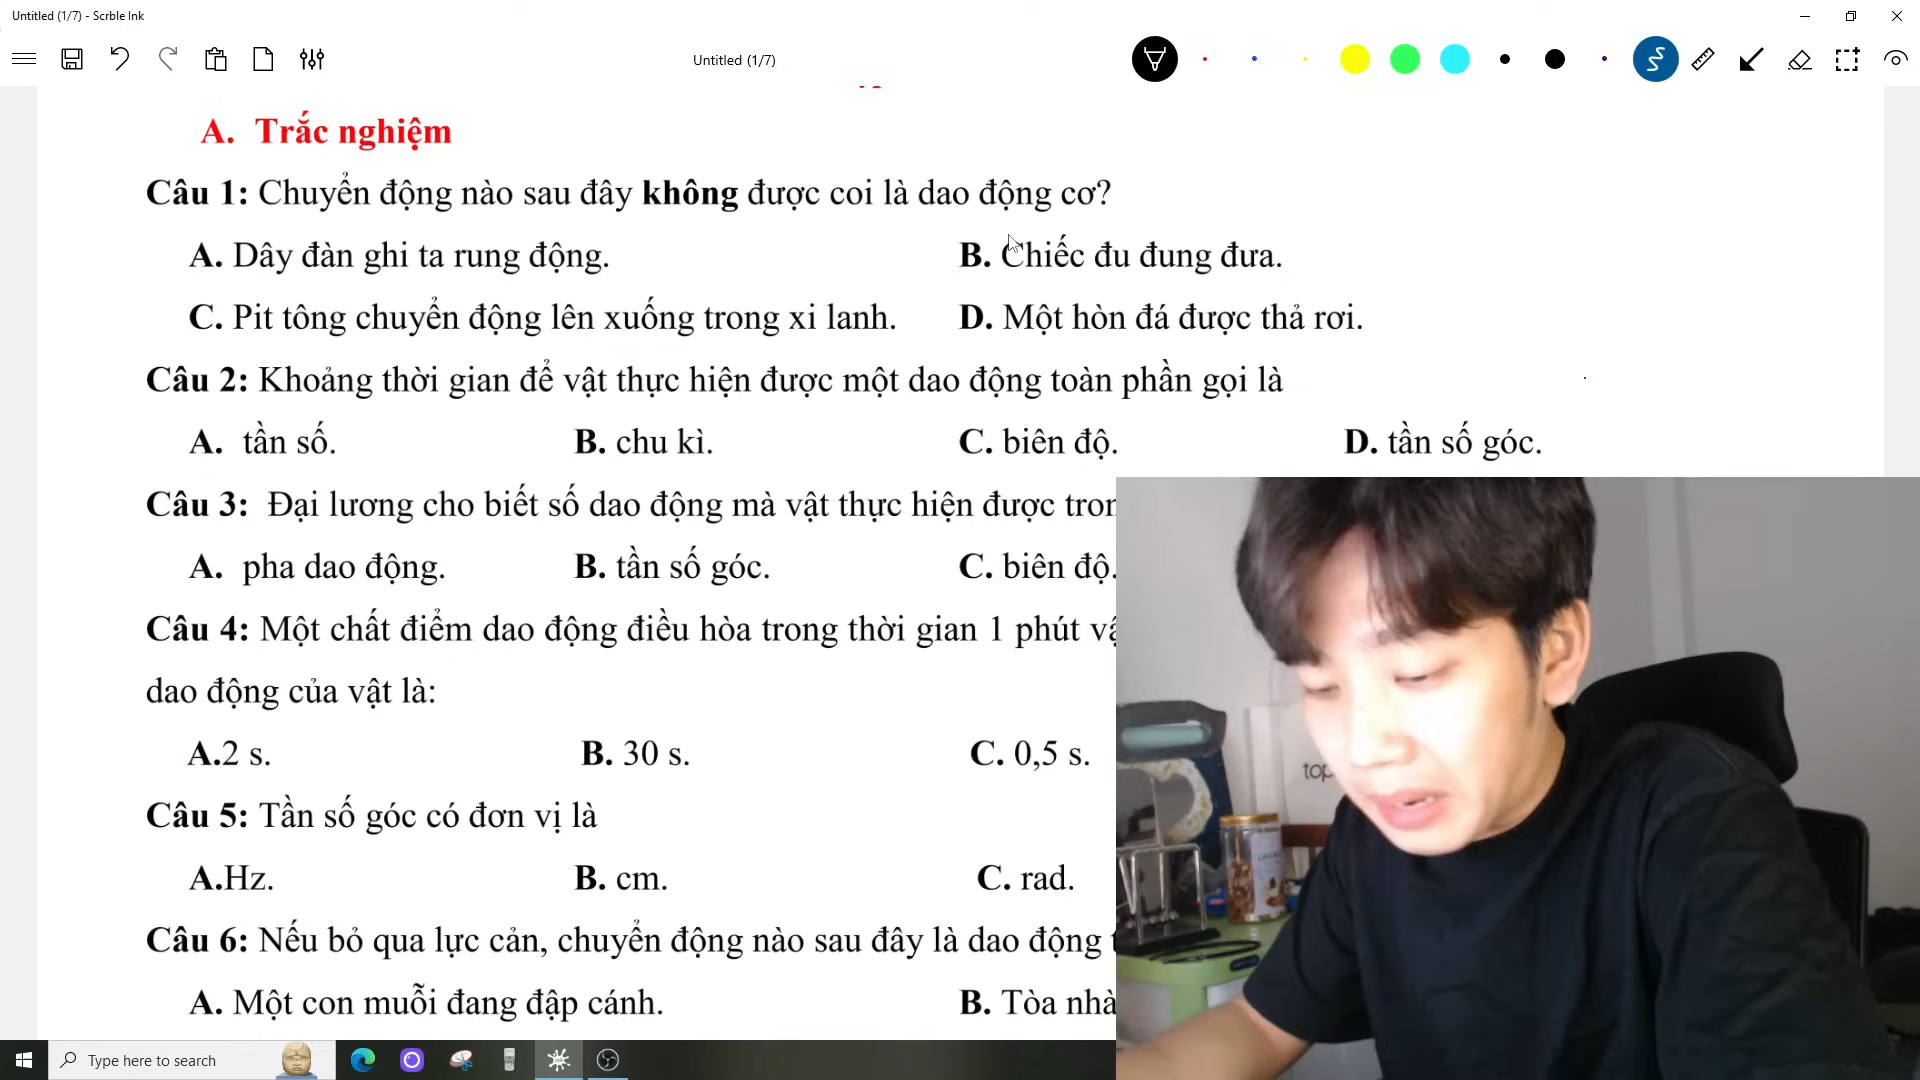 Untitled (1/7) - Scrble Ink
Untitled (1/7)
A. Trắc nghiệm
Câu 1: Chuyển động nào sau đây không được coi là dao động cơ?
A. Dây đàn ghi ta rung động. B. Chiếc đu đung đưa.
C. Pit tông chuyển động lên xuống trong xi lanh. D. Một hòn đá được thả rơi.
Câu 2: Khoảng thời gian để vật thực hiện được một dao động toàn phần gọi là
A. tần số. B. chu kì. C. biên độ. D. tần số góc.
Câu 3: Đại lương cho biết số dao động mà vật thực hiện được
A. pha dao động. B. tần số góc. C. biên độ.
Câu 4: Một chất điểm dao động điều hòa trong thời gian 1 phút
dao động của vật là:
A.2 s. B. 30 s. C. 0,5 s.
Câu 5: Tần số góc có đơn vị là
A.Hz. B. cm. C. rad.
Câu 6: Nếu bỏ qua lực cản, chuyển động nào sau đây là dao động
A. Một con muỗi đang đập cánh. B. Tòa nhà
top
Type here to search